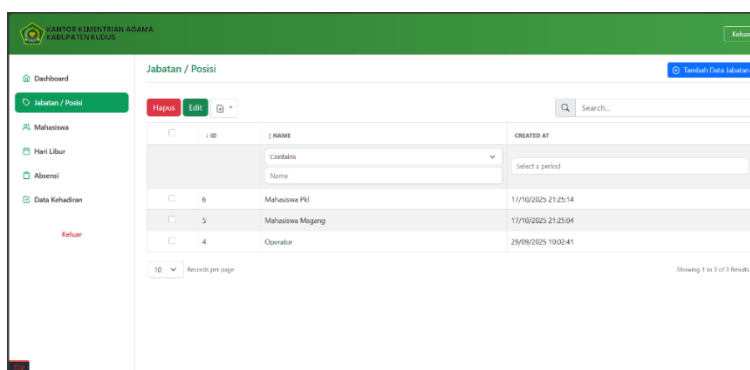 KANTOR KEMENTRIAN AGAMA
KABUPATEN KUDUS
Keluar
Dashboard
Jabatan / Posisi
Mahasiswa
Hari Libur
Absensi
Data Kehadiran
Keluar
Jabatan / Posisi
Tambah Data Jabatan
Hapus Edit
Search...
ID NAME CREATED AT
Contains
Name
Select a period
6 Mahasiswa Pkl 17/10/2025 21:25:14
5 Mahasiswa Magang 17/10/2025 21:25:04
4 Operator 29/09/2025 10:02:41
10 Records per page
Showing 1 to 3 of 3 Results